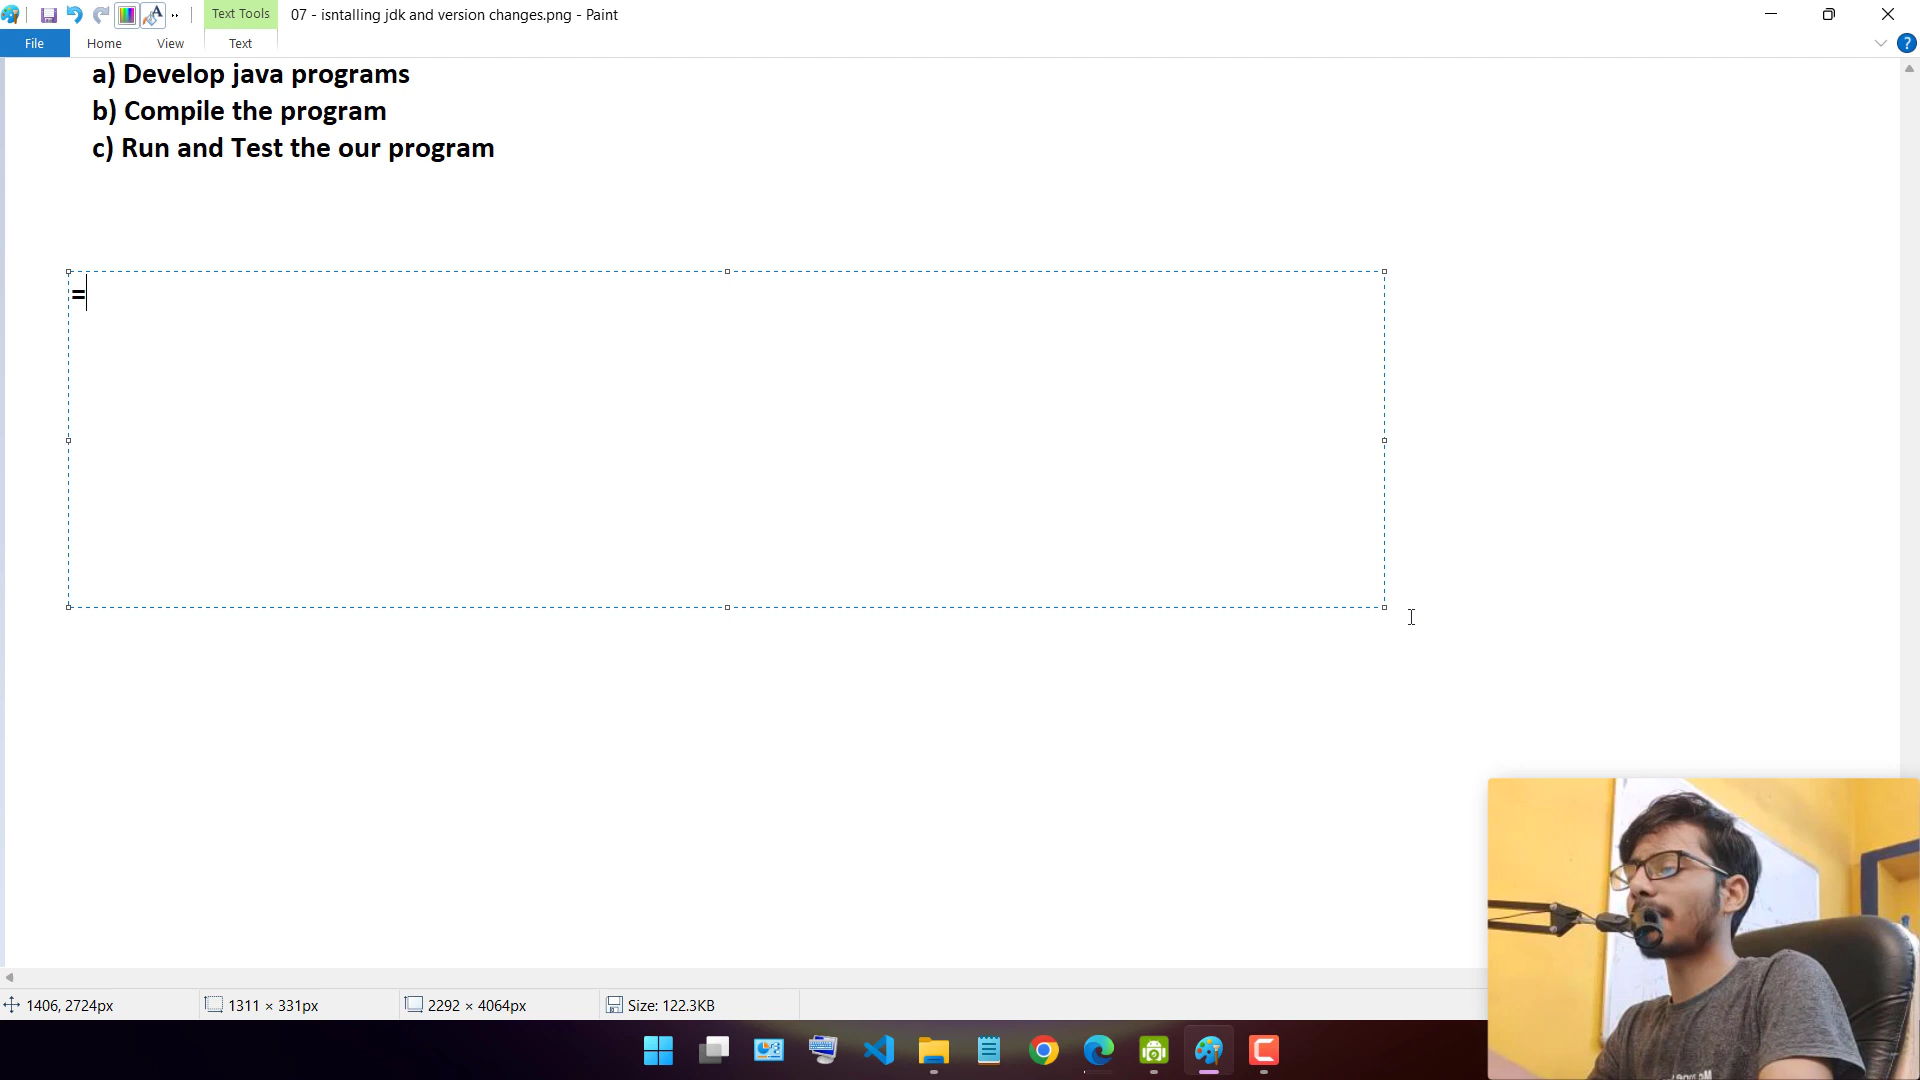 Text Tools
07 - isntalling jdk and version changes.png - Paint
File
Home
View
Text
a) Develop java programs
b) Compile the program
c) Run and Test the our program
=
1406, 2724px
1311 × 331px
2292 × 4064px
Size: 122.3KB